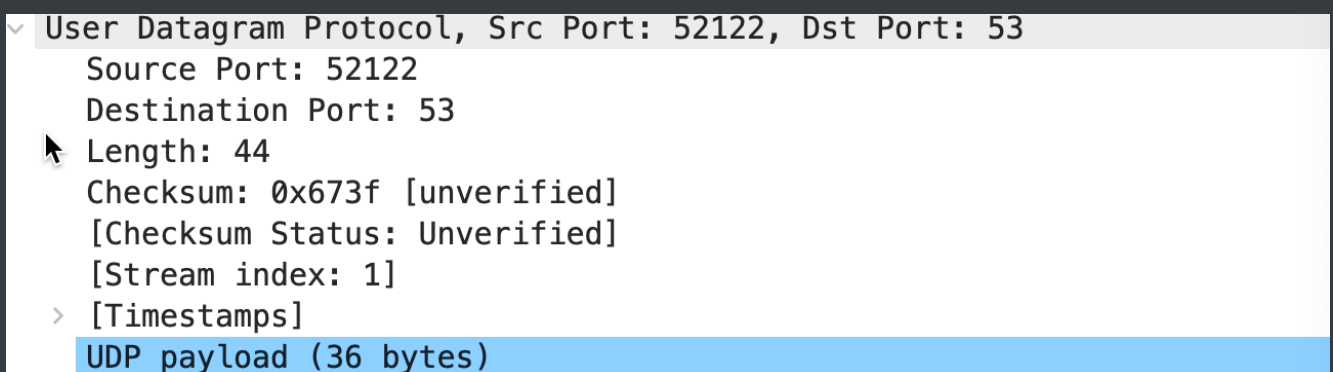 User Datagram Protocol, Src Port: 52122, Dst Port: 53
Source Port: 52122
Destination Port: 53
Length: 44
Checksum: 0x673f [unverified]
[Checksum Status: Unverified]
[Stream index: 1]
[Timestamps]
UDP payload (36 bytes)